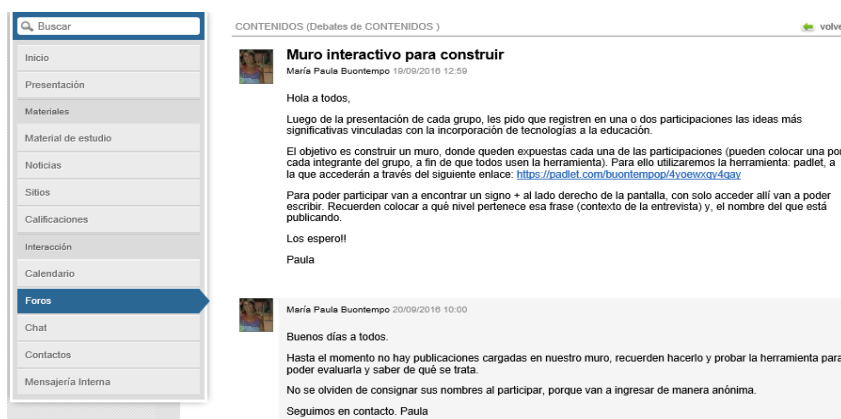 Buscar
Inicio
Presentación
Materiales
Material de estudio
Noticias
Sitios
Calificaciones
Interacción
Calendario
Foros
Chat
Contactos
Mensajería Interna
CONTENIDOS (Debates de CONTENIDOS )
volve
Muro interactivo para construir
María Paula Buontempo 19/09/2016 12:59
Hola a todos,
Luego de la presentación de cada grupo, les pido que registren en una o dos participaciones las ideas más
significativas vinculadas con la incorporación de tecnologías a la educación.
El objetivo es construir un muro, donde queden expuestas cada una de las participaciones (pueden colocar una por
cada integrante del grupo, a fin de que todos usen la herramienta). Para ello utilizaremos la herramienta: padlet, a
la que accederán a través del siguiente enlace: https://padlet.com/buontempop/4yoewxqy4qay
Para poder participar van a encontrar un signo + al lado derecho de la pantalla, con solo acceder allí van a poder
escribir. Recuerden colocar a qué nivel pertenece esa frase (contexto de la entrevista) y, el nombre del que está
publicando.
Los espero!!
Paula
María Paula Buontempo 20/09/2016 10:00
Buenos días a todos.
Hasta el momento no hay publicaciones cargadas en nuestro muro, recuerden hacerlo y probar la herramienta para
poder evaluarla y saber de qué se trata.
No se olviden de consignar sus nombres al participar, porque van a ingresar de manera anónima.
Seguimos en contacto. Paula